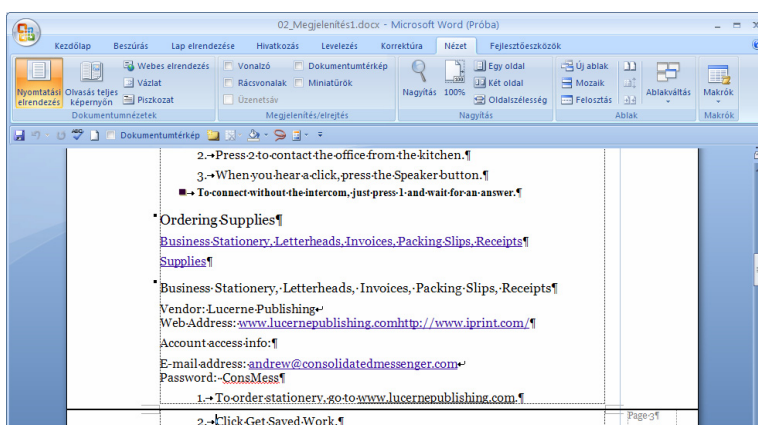 02_Megjelenítés1.docx - Microsoft Word (Próba)
Kezdőlap Beszúrás Lap elrendezése Hivatkozás Levelezés Korrektúra Nézet Fejlesztőeszközök
Nyomtatási elrendezés
Olvasás teljes képernyőn
Webes elrendezés
Vázlat
Piszkozat
Dokumentumnézetek
Vonalzó Dokumentumtérkép
Rácsvonalak Miniatűrök
Üzenetsáv
Megjelenítés/elrejtés
Nagyítás 100%
Egy oldal
Két oldal
Oldalszélesség
Nagyítás
Új ablak
Mozaik
Felosztás
Ablakváltás
Ablak
Makrók
Makrók
Dokumentumtérkép
2.→Press·2·to·contact·the·office·from·the·kitchen.¶
3.→When·you·hear·a·click,·press·the·Speaker·button.¶
■→To·connect·without·the·intercom,·just·press·1·and·wait·for·an·answer.¶
Ordering·Supplies¶
Business·Stationery,·Letterheads,·Invoices,·Packing·Slips,·Receipts¶
Supplies¶
Business·Stationery,·Letterheads,·Invoices,·Packing·Slips,·Receipts¶
Vendor:·Lucerne·Publishing↵
Web·Address:·www.lucernepublishing.comhttp://www.iprint.com/¶
Account·access·info:¶
E-mail·address:·andrew@consolidatedmessenger.com↵
Password:··ConsMess¶
1.→To·order·stationery,·go·to·www.lucernepublishing.com.¶
2.→Click·Get·Saved·Work.¶
Page·3¶